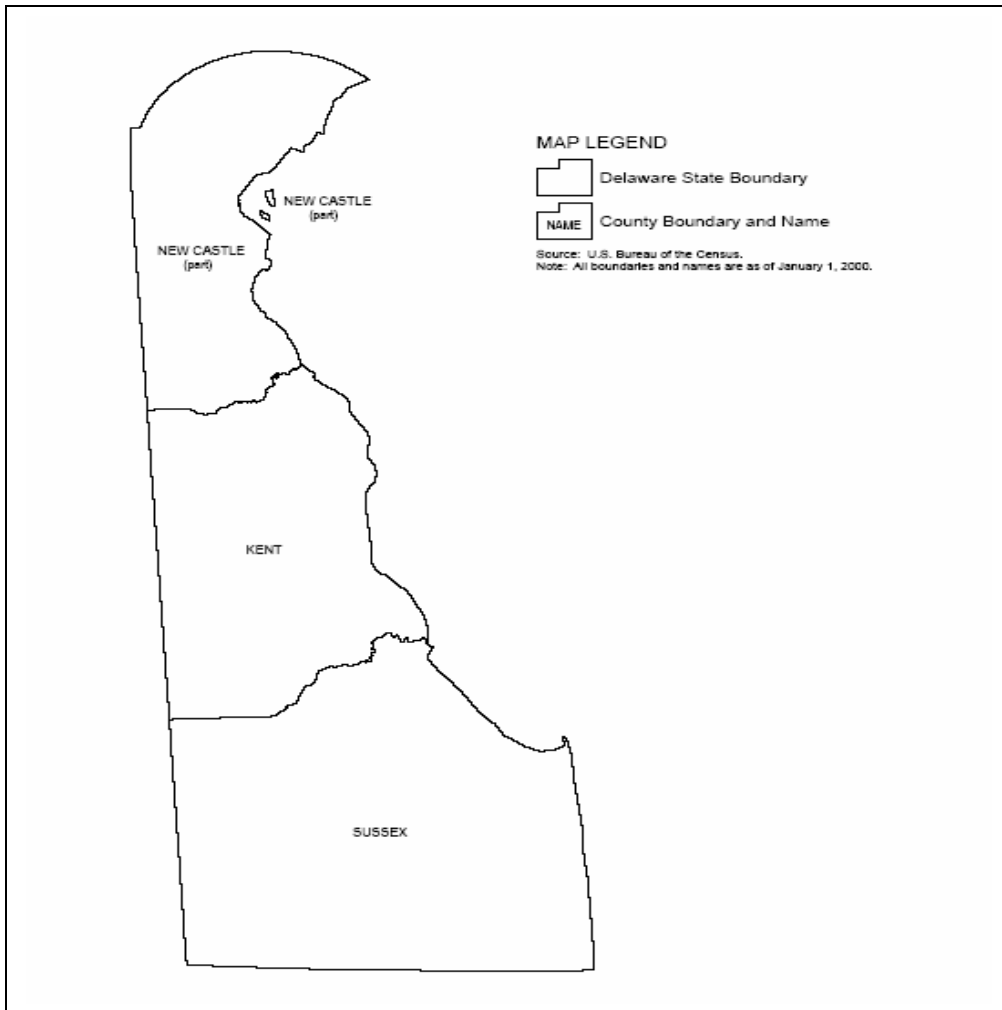 MAP LEGEND
Delaware State Boundary
NAME
County Boundary and Name
Source: U.S. Bureau of the Census.
Note: All boundaries and names are as of January 1, 2000.
NEW CASTLE
(part)
NEW CASTLE
(part)
KENT
SUSSEX